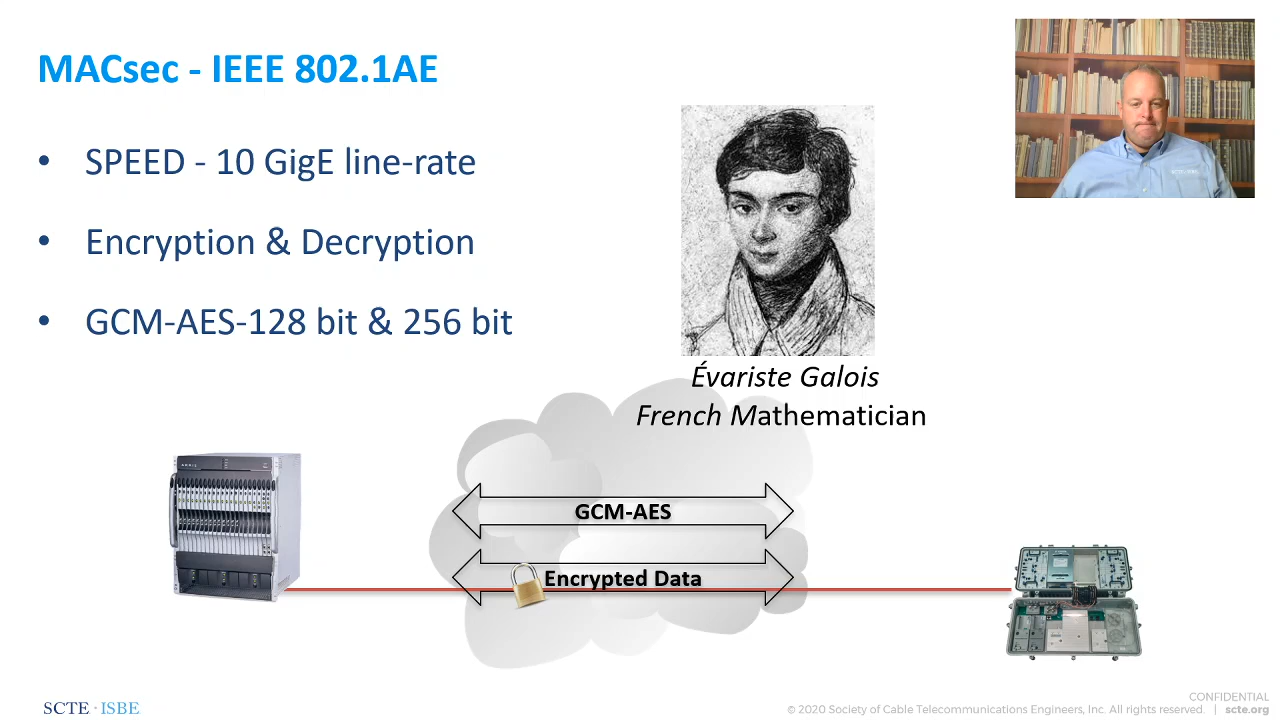 MACsec - IEEE 802.1AE
• SPEED - 10 GigE line-rate
• Encryption & Decryption
• GCM-AES-128 bit & 256 bit
Évariste Galois
French Mathematician
ARRIS
GCM-AES
Encrypted Data
SCTE · ISBE
CONFIDENTIAL
© 2020 Society of Cable Telecommunications Engineers, Inc. All rights reserved. | scte.org